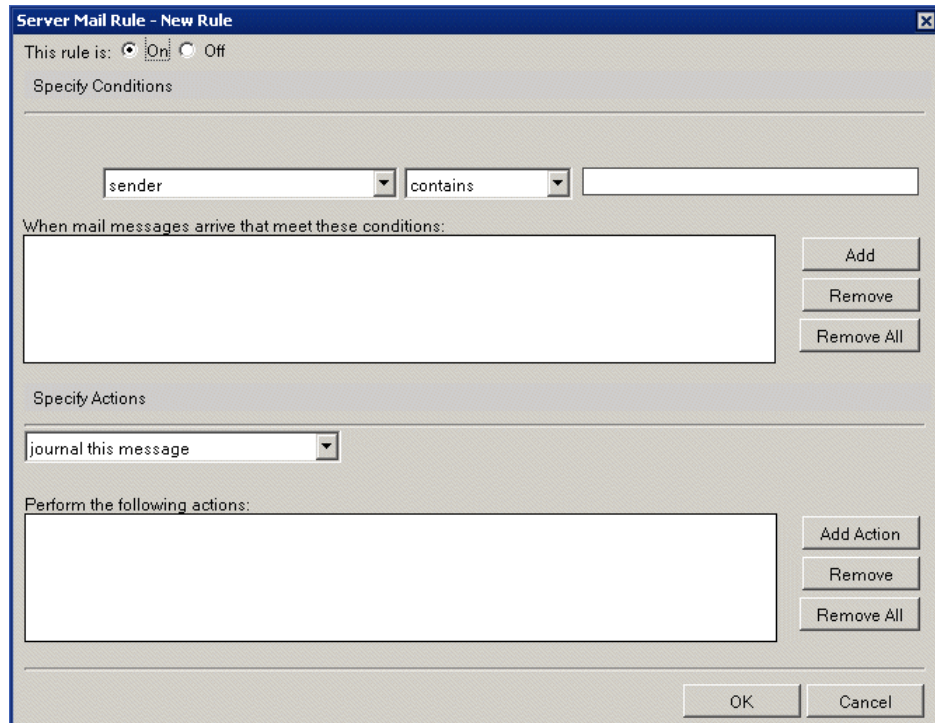 Server Mail Rule - New Rule
This rule is: On Off
Specify Conditions
sender contains
When mail messages arrive that meet these conditions:
Add
Remove
Remove All
Specify Actions
journal this message
Perform the following actions:
Add Action
Remove
Remove All
OK Cancel